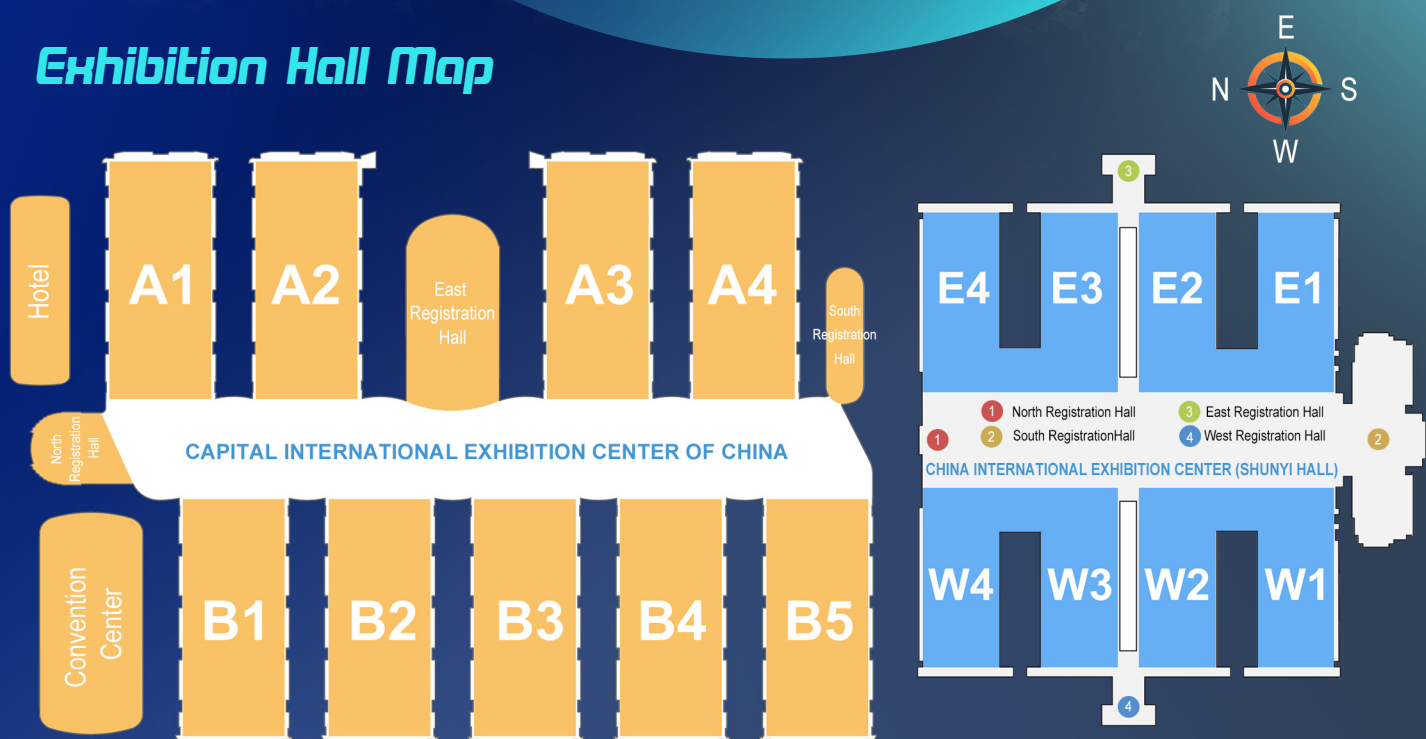 Exhibition Hall Map
E
N
S
W
A1
A2
A3
A4
Hotel
East
Registration
Hall
South
Registration
Hall
North
Registration
Hall
CAPITAL INTERNATIONAL EXHIBITION CENTER OF CHINA
Convention
Center
B1
B2
B3
B4
B5
3
E4
E3
E2
E1
1 North Registration Hall
3 East Registration Hall
2 South RegistrationHall
4 West Registration Hall
1
2
CHINA INTERNATIONAL EXHIBITION CENTER (SHUNYI HALL)
W4
W3
W2
W1
4